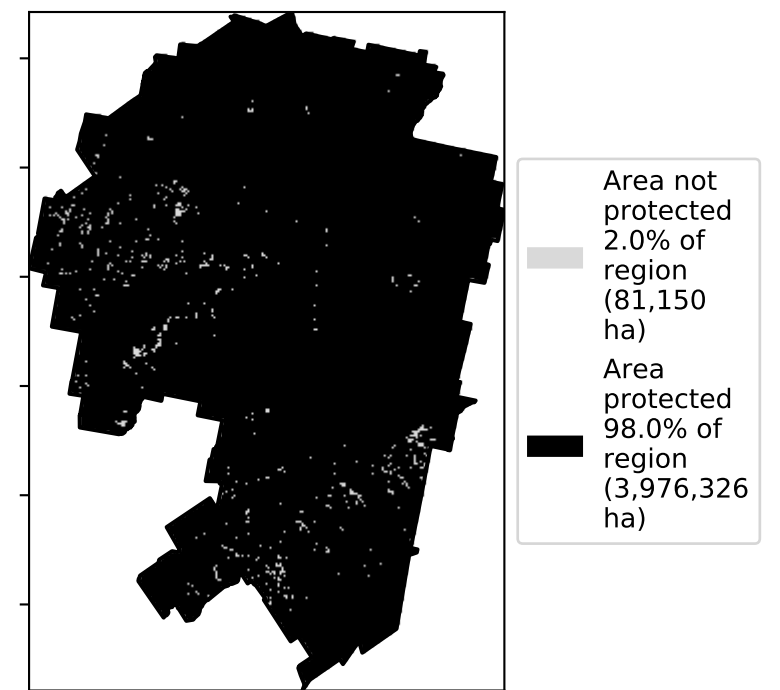 Area not
protected
2.0% of
region
(81,150
ha)
Area
protected
98.0% of
region
(3,976,326
ha)